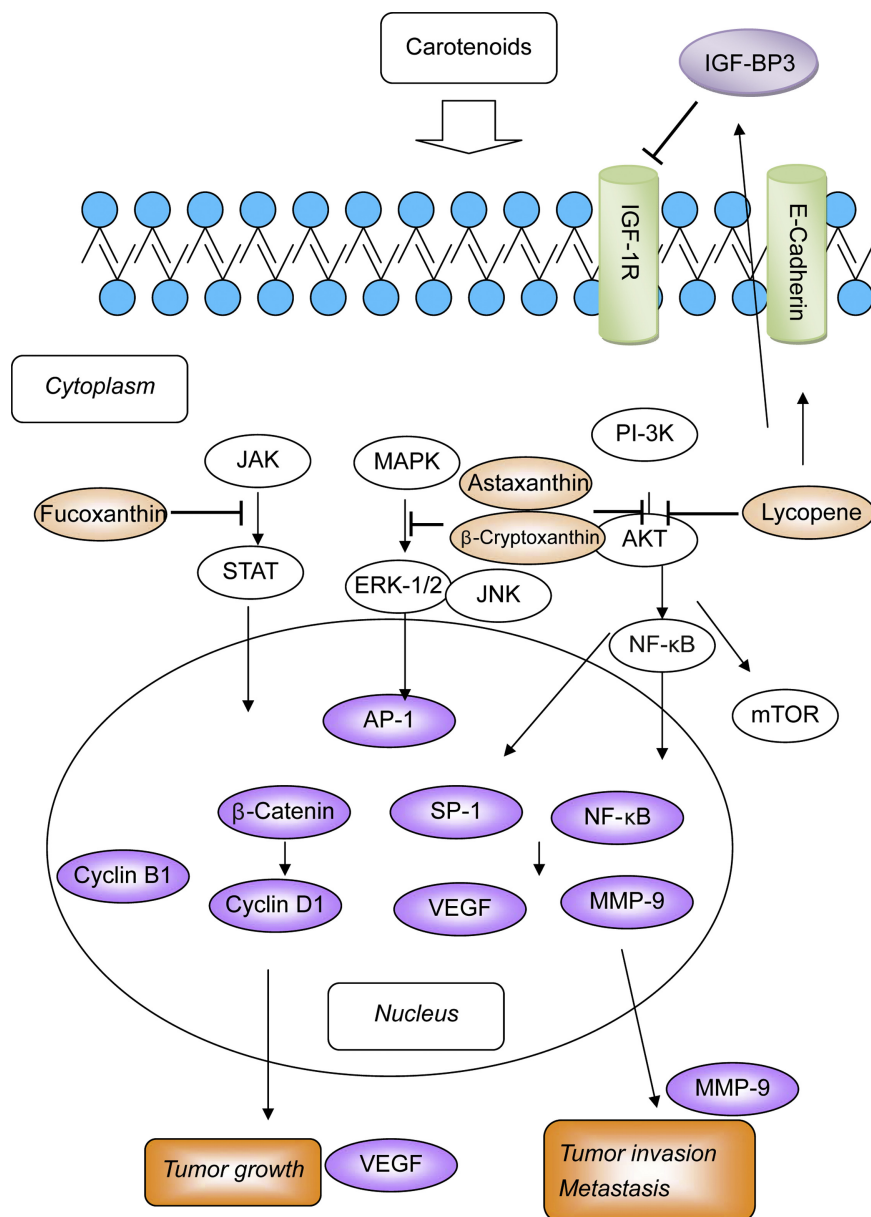 Carotenoids
IGF-BP3
IGF-1R
E-Cadherin
Cytoplasm
PI-3K
JAK
MAPK
Astaxanthin
Fucoxanthin
Lycopene
β-Cryptoxanthin
AKT
STAT
ERK-1/2
JNK
NF-κB
AP-1
mTOR
β-Catenin
SP-1
NF-κB
Cyclin B1
Cyclin D1
VEGF
MMP-9
Nucleus
MMP-9
Tumor growth
VEGF
Tumor invasion
Metastasis